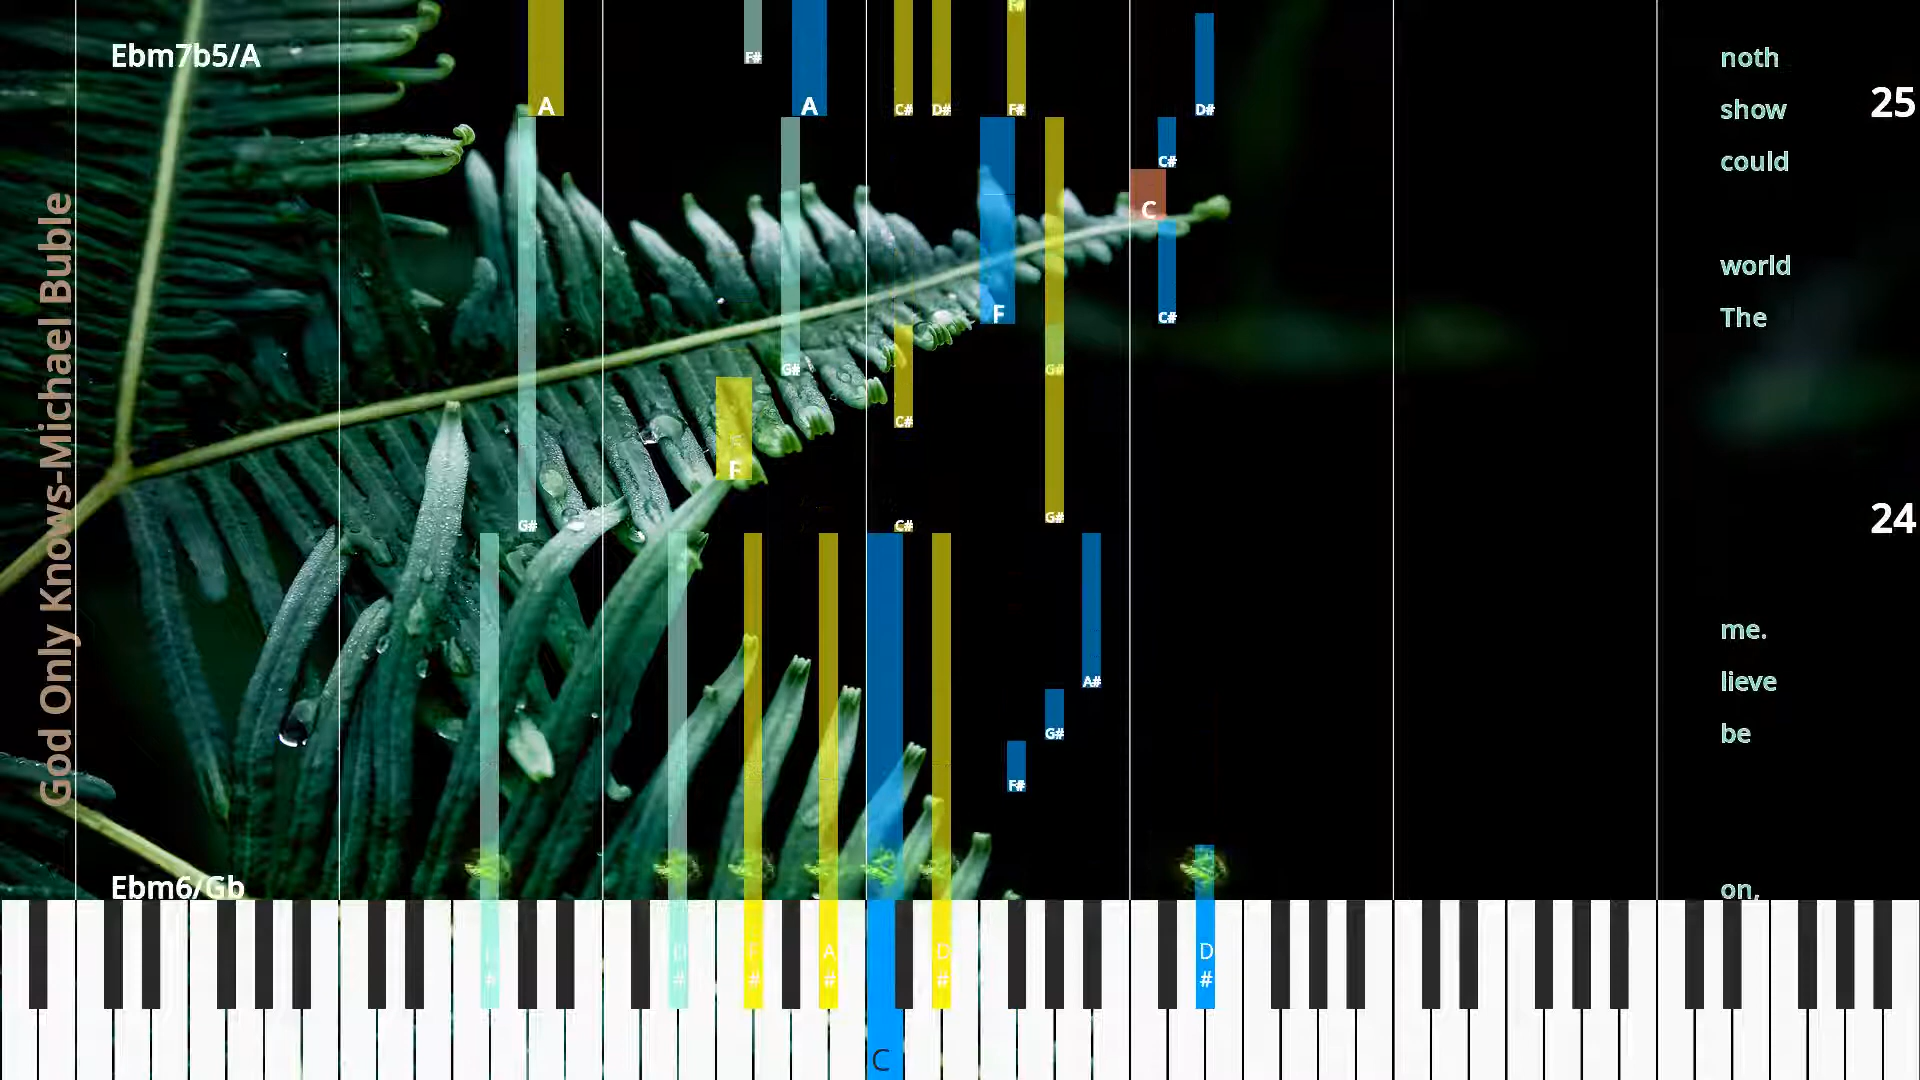 God Only Knows-Michael Buble
Ebm7b5/A
A
F#
A
C#
D#
F#
F#
D#
noth
show
could
25
C#
C
G#
F
G#
C#
C#
world
The
F
G#
C#
G#
24
A#
G#
F#
me.
lieve
be
Ebm6/Gb
on,
F
#
D
#
F
#
A
#
D
#
D
#
C